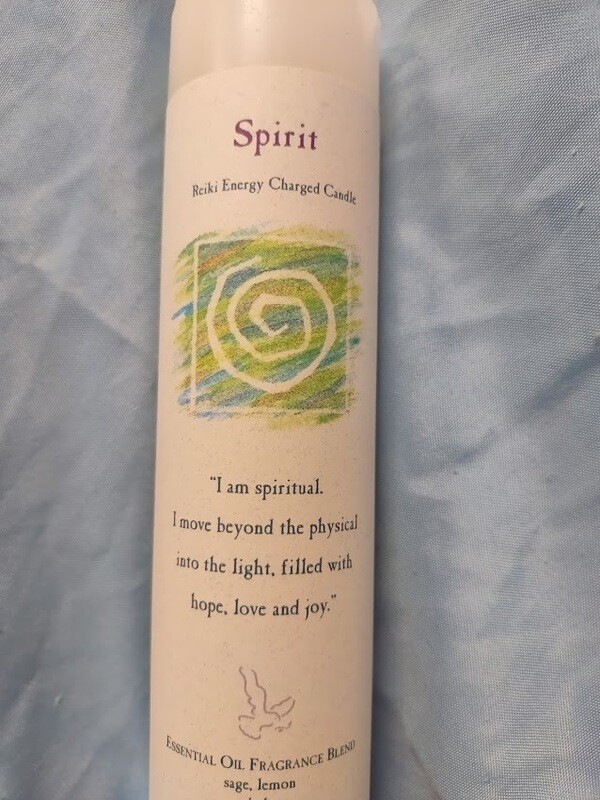 Spirit
Reiki Energy Charged Candle
"I am spiritual.
I move beyond the physical
into the light, filled with
hope, love and joy."
Essential Oil Fragrance Blend
sage, lemon